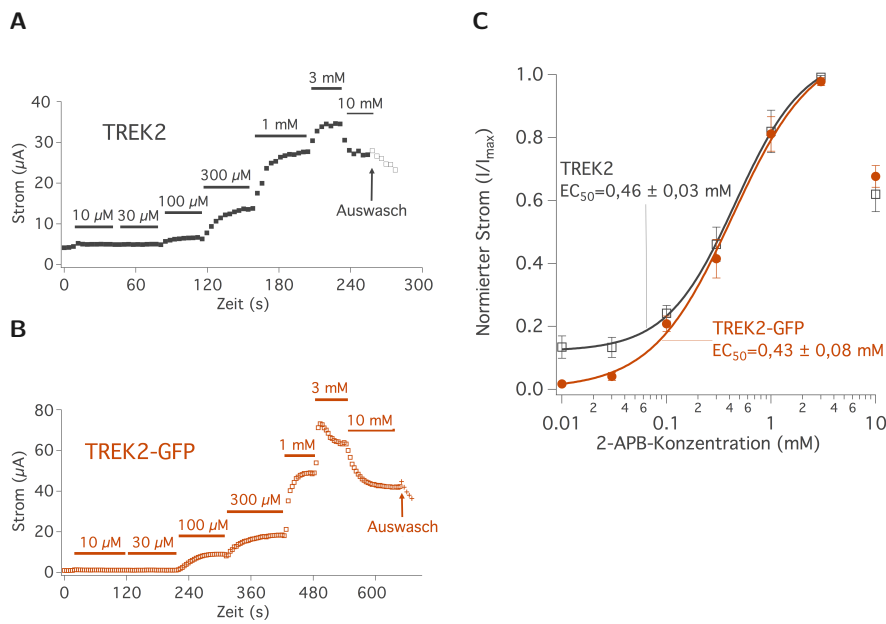 A
TREK2
10 µM
30 µM
100 µM
300 µM
1 mM
3 mM
10 mM
Auswasch
Strom (µA)
40
30
20
10
0
0 60 120 180 240 300
Zeit (s)
B
TREK2-GFP
10 µM
30 µM
100 µM
300 µM
1 mM
3 mM
10 mM
Auswasch
Strom (µA)
80
60
40
20
0
0 120 240 360 480 600
Zeit (s)
C
Normierter Strom (I/Imax)
1.0
0.8
0.6
0.4
0.2
0.0
TREK2
EC50=0,46 ± 0,03 mM
TREK2-GFP
EC50=0,43 ± 0,08 mM
2 4 6 2 4 6 2 4 6
0.01 0.1 1 10
2-APB-Konzentration (mM)